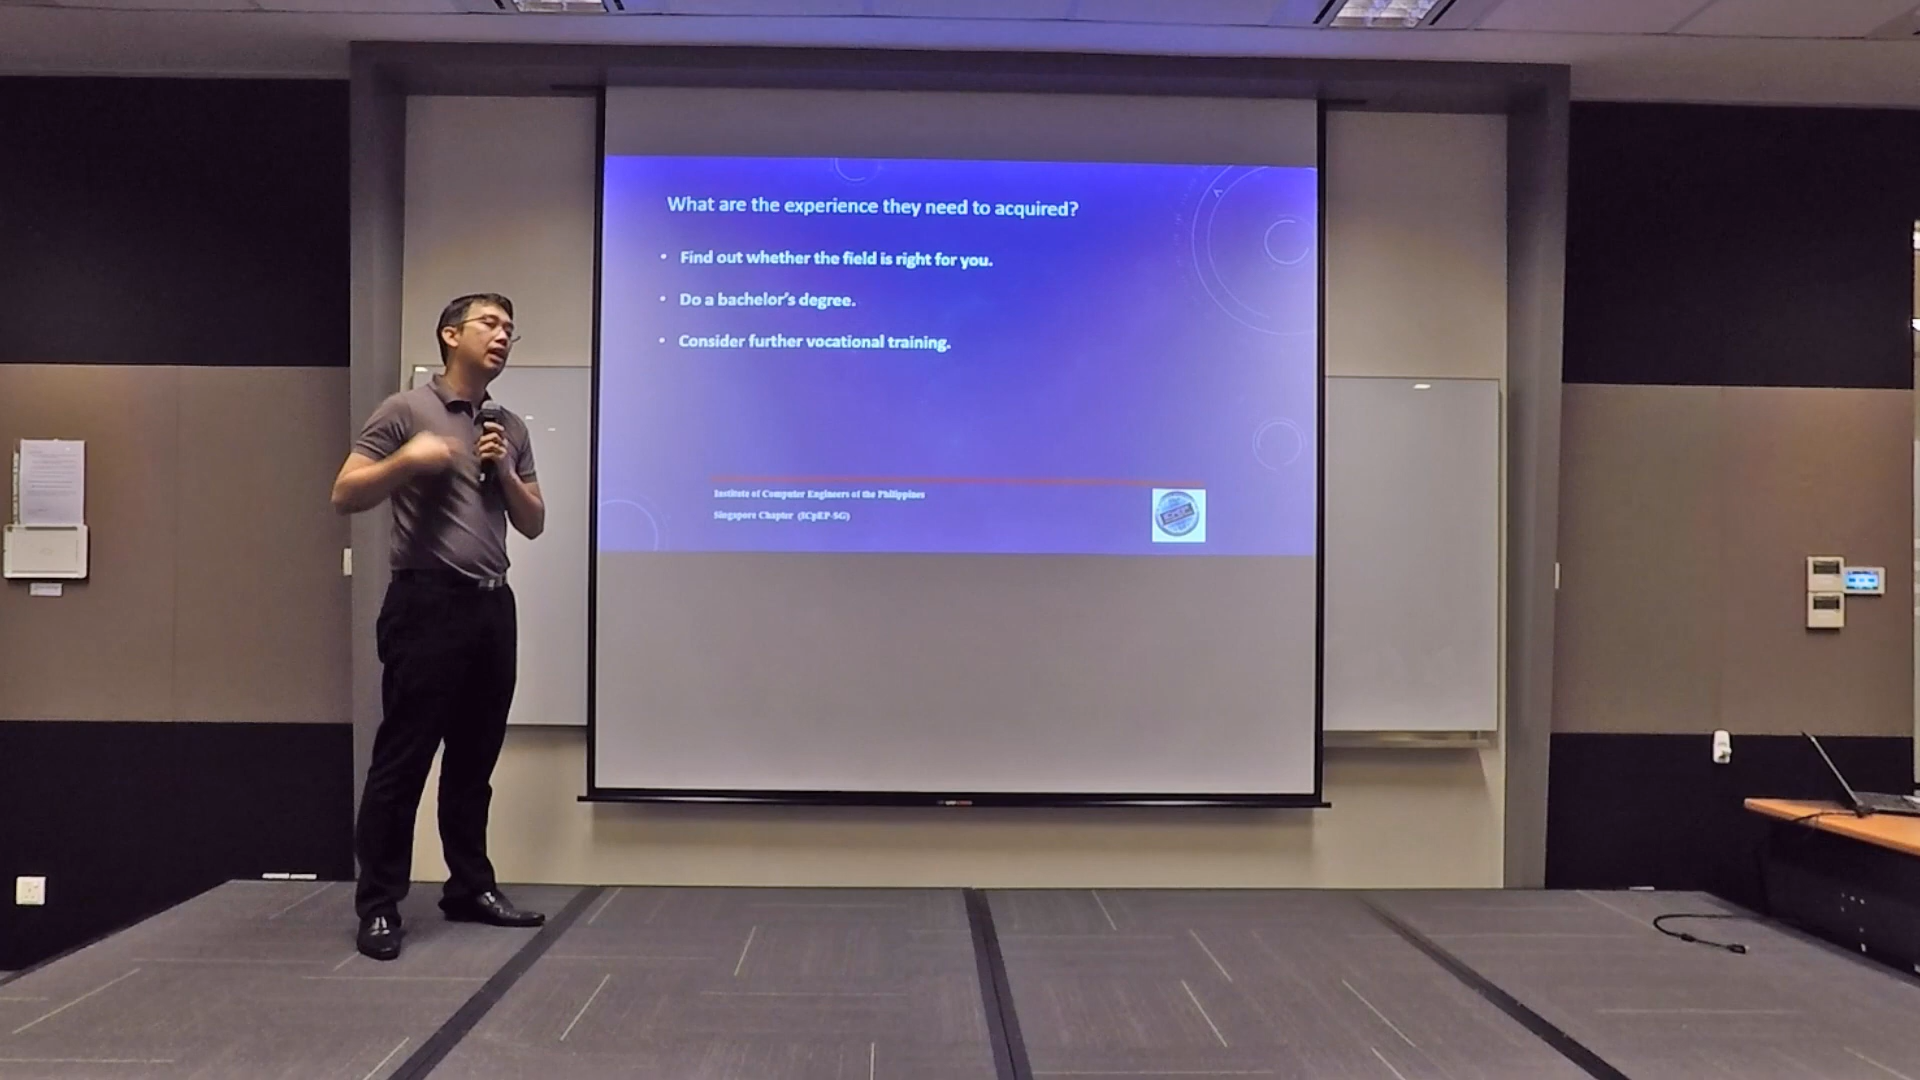 What are the experience they need to acquired?
• Find out whether the field is right for you.
• Do a bachelor's degree.
• Consider further vocational training.
Institute of Computer Engineers of the Philippines
Singapore Chapter (ICpEP-SG)